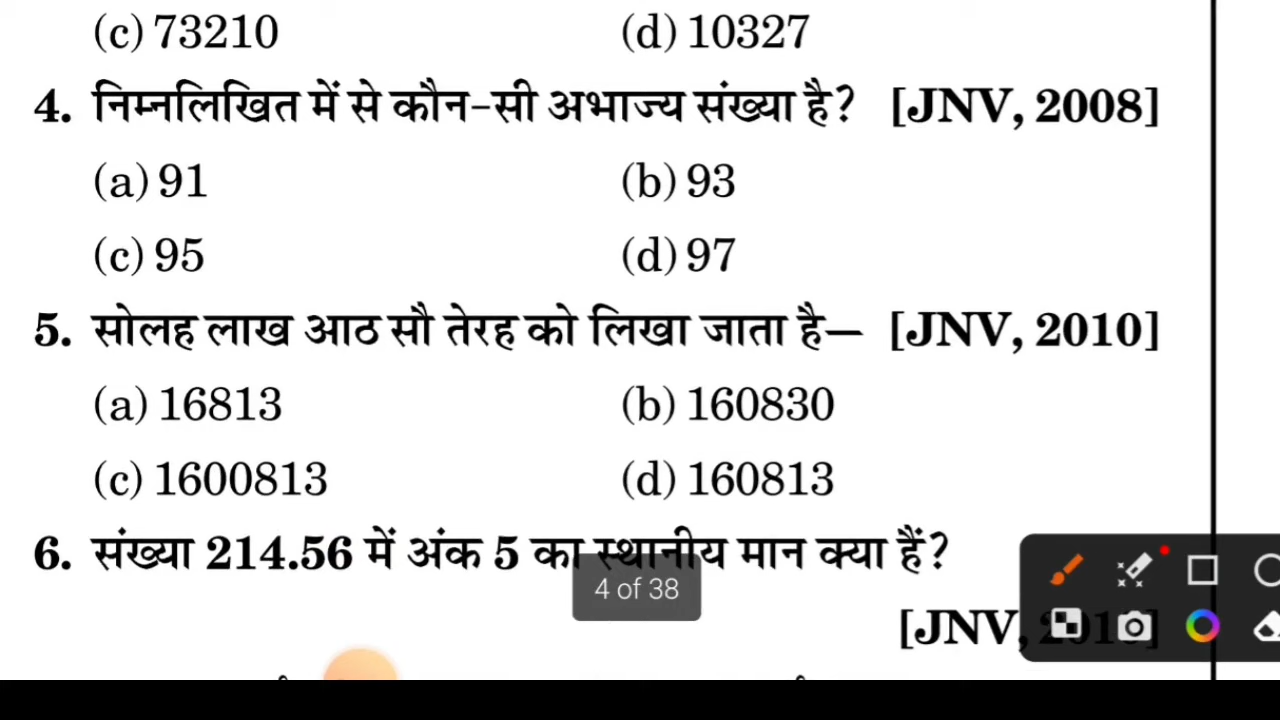 (c) 73210 (d) 10327
4. निम्नलिखित में से कौन-सी अभाज्य संख्या है? [JNV, 2008]
(a) 91 (b) 93
(c) 95 (d) 97
5. सोलह लाख आठ सौ तेरह को लिखा जाता है— [JNV, 2010]
(a) 16813 (b) 160830
(c) 1600813 (d) 160813
6. संख्या 214.56 में अंक 5 का स्थानीय मान क्या हैं?
4 of 38
[JNV,